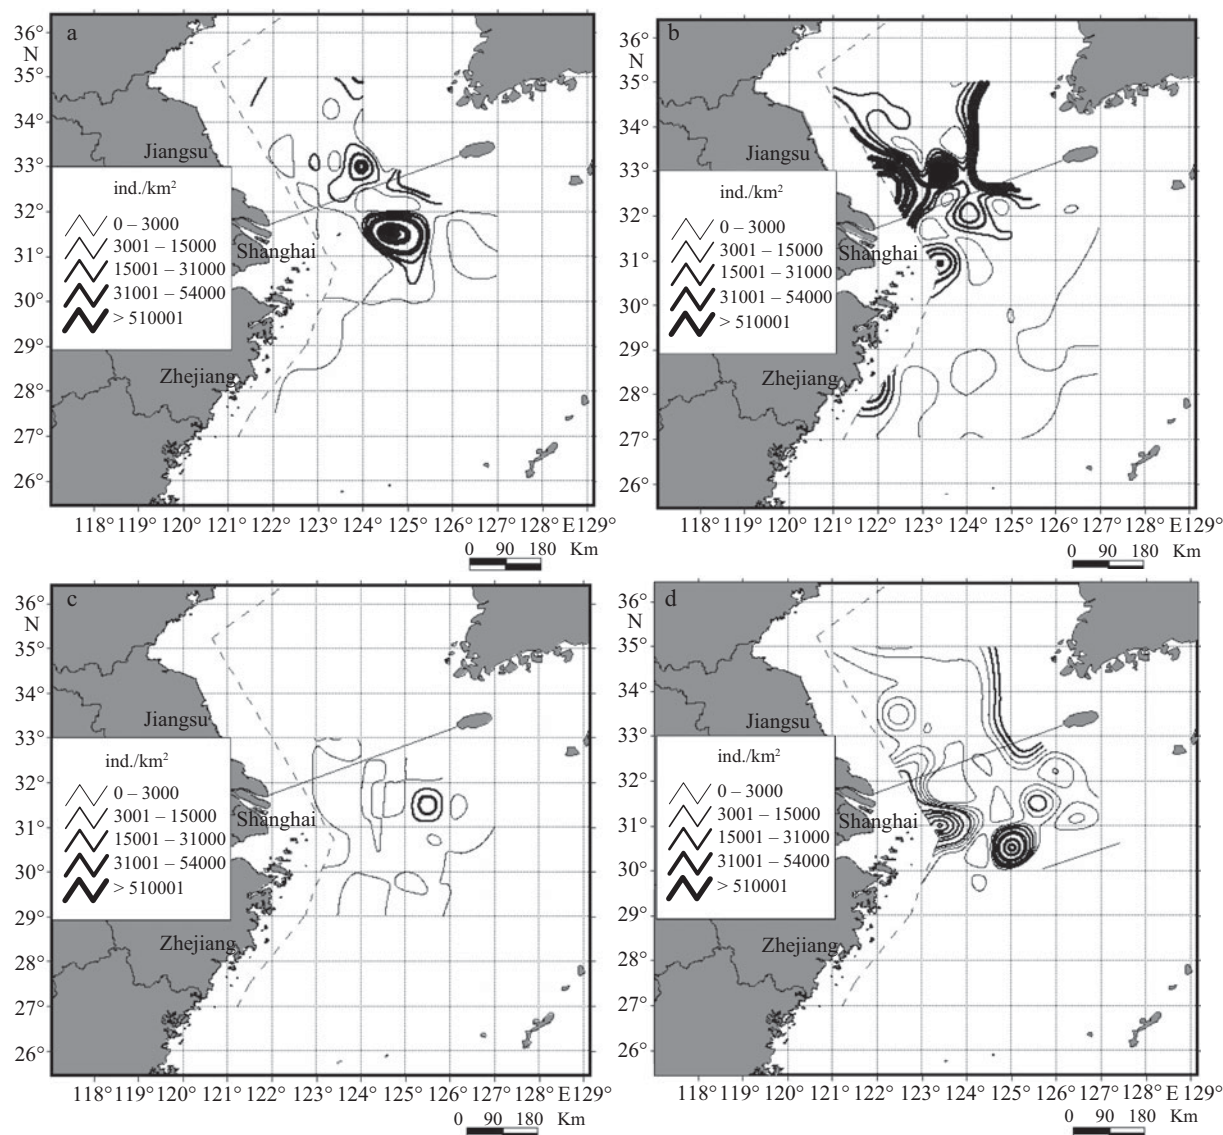 a
36°
N
35°
34°
33°
32°
31°
30°
29°
28°
27°
26°
Jiangsu
Shanghai
Zhejiang
ind./km²
0 – 3000
3001 – 15000
15001 – 31000
31001 – 54000
> 510001
118° 119° 120° 121° 122° 123° 124° 125° 126° 127° 128° E 129°
0 90 180 Km
b
36°
N
35°
34°
33°
32°
31°
30°
29°
28°
27°
26°
Jiangsu
Shanghai
Zhejiang
ind./km²
0 – 3000
3001 – 15000
15001 – 31000
31001 – 54000
> 510001
118° 119° 120° 121° 122° 123° 124° 125° 126° 127° 128° E 129°
0 90 180 Km
c
36°
N
35°
34°
33°
32°
31°
30°
29°
28°
27°
26°
Jiangsu
Shanghai
Zhejiang
ind./km²
0 – 3000
3001 – 15000
15001 – 31000
31001 – 54000
> 510001
118° 119° 120° 121° 122° 123° 124° 125° 126° 127° 128° E 129°
0 90 180 Km
d
36°
N
35°
34°
33°
32°
31°
30°
29°
28°
27°
26°
Jiangsu
Shanghai
Zhejiang
ind./km²
0 – 3000
3001 – 15000
15001 – 31000
31001 – 54000
> 510001
118° 119° 120° 121° 122° 123° 124° 125° 126° 127° 128° E 129°
0 90 180 Km